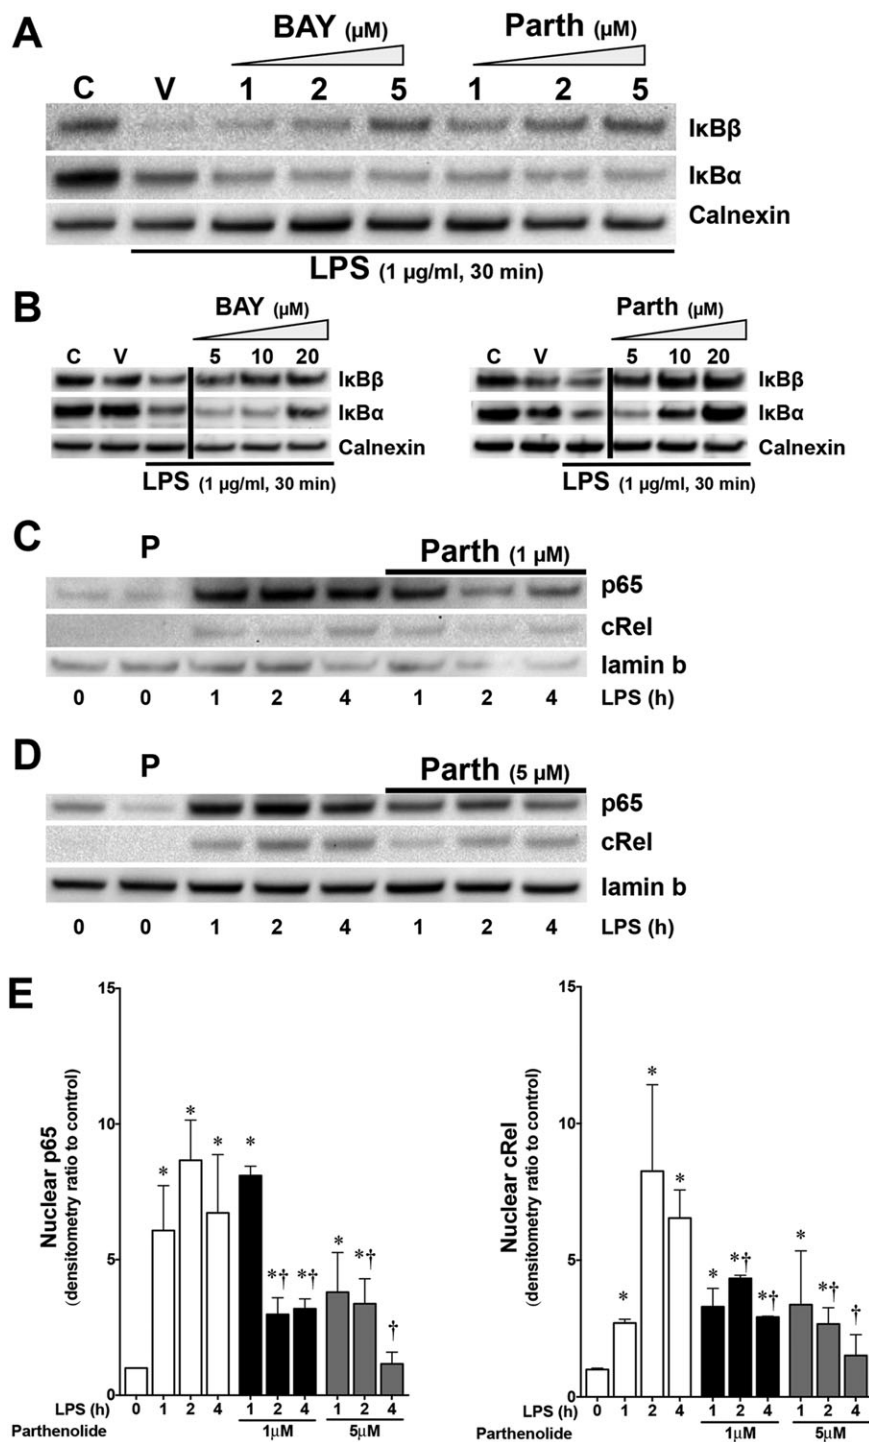 A
BAY (µM) Parth (µM)
C V 1 2 5 1 2 5
IκBβ
IκBα
Calnexin
LPS (1 µg/ml, 30 min)
B
BAY (µM)
C V 5 10 20
IκBβ
IκBα
Calnexin
LPS (1 µg/ml, 30 min)
Parth (µM)
C V 5 10 20
IκBβ
IκBα
Calnexin
LPS (1 µg/ml, 30 min)
C
P Parth (1 µM)
p65
cRel
lamin b
0 0 1 2 4 1 2 4 LPS (h)
D
P Parth (5 µM)
p65
cRel
lamin b
0 0 1 2 4 1 2 4 LPS (h)
E
Nuclear p65
(densitometry ratio to control)
15
10
5
0
* * * * *† *† * *† †
LPS (h) 0 1 2 4 1 2 4 1 2 4
Parthenolide 1µM 5µM
Nuclear cRel
(densitometry ratio to control)
15
10
5
0
* * * * *† *† * *† †
LPS (h) 0 1 2 4 1 2 4 1 2 4
Parthenolide 1µM 5µM